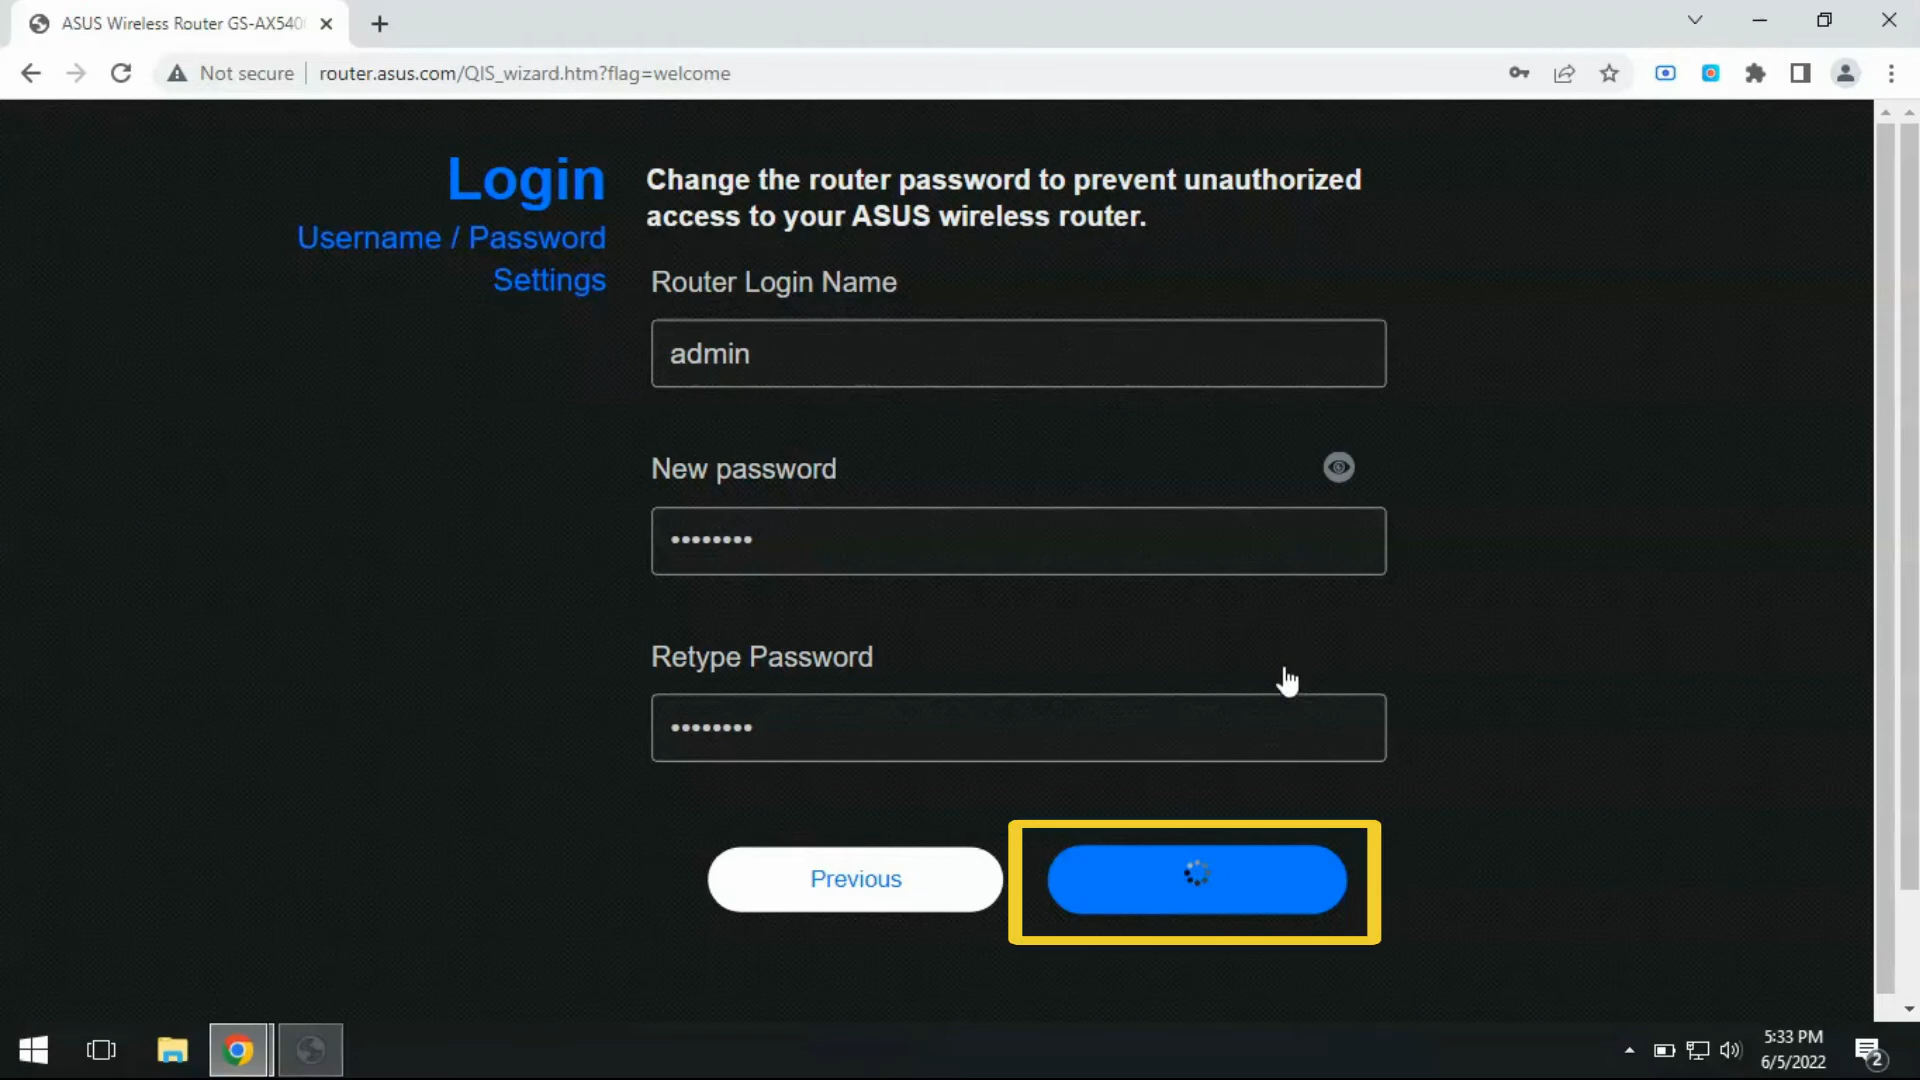 ASUS Wireless Router GS-AX540
Not secure
router.asus.com/QIS_wizard.htm?flag=welcome
Login
Username / Password
Settings
Change the router password to prevent unauthorized
access to your ASUS wireless router.
Router Login Name
admin
New password
••••••••
Retype Password
••••••••
Previous
5:33 PM
6/5/2022
2